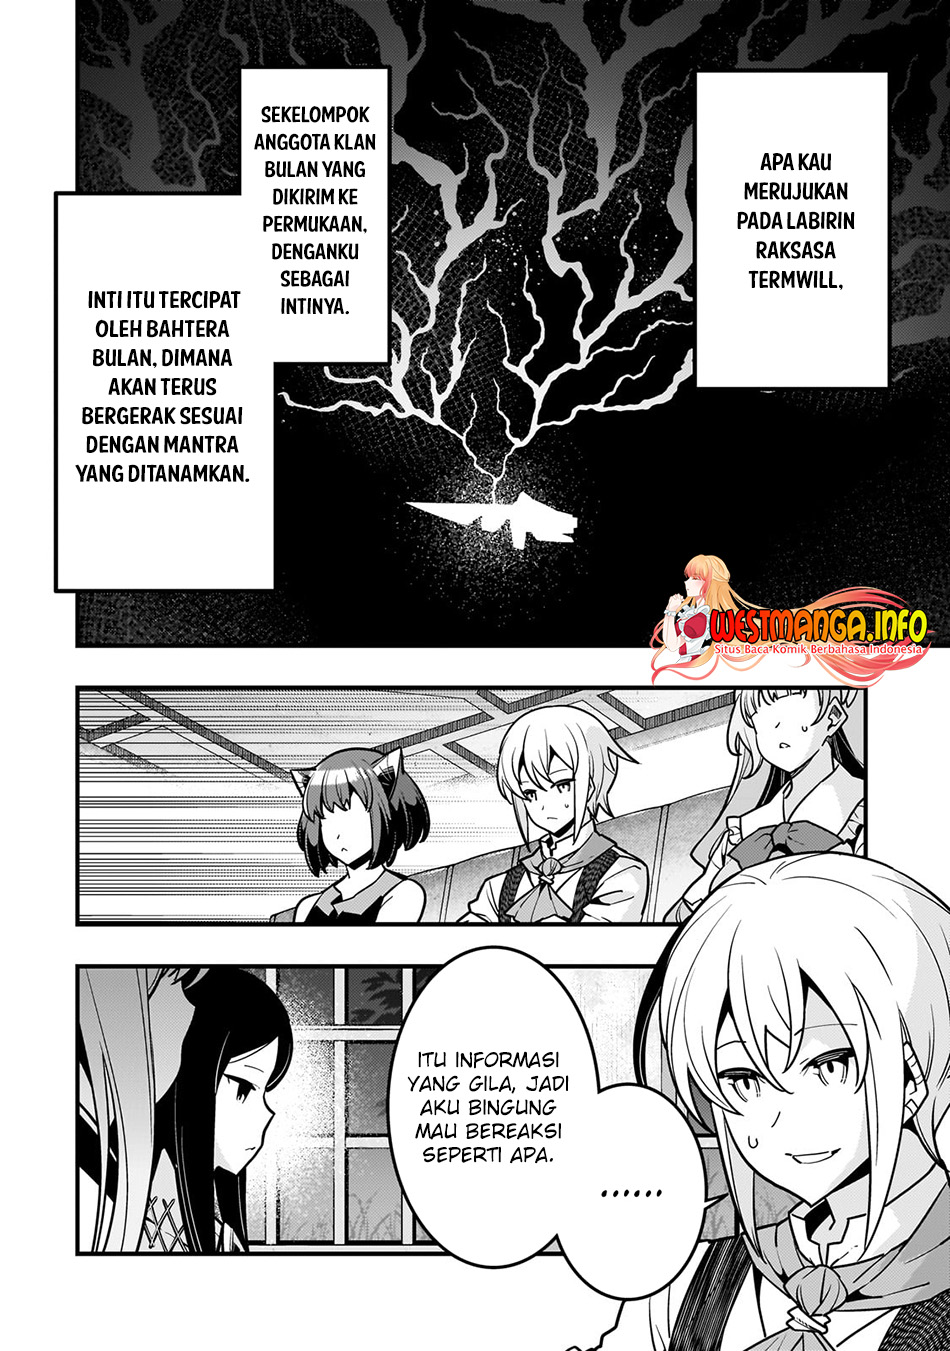 APA KAU
MERUJUKAN
PADA LABIRIN
RAKSASA
TERMWILL,
SEKELOMPOK
ANGGOTA KLAN
BULAN YANG
DIKIRIM KE
PERMUKAAN,
DENGANKU
SEBAGAI
INTINYA.
INTI ITU TERCIPAT
OLEH BAHTERA
BULAN, DIMANA
AKAN TERUS
BERGERAK SESUAI
DENGAN MANTRA
YANG DITANAMKAN.
WESTMANGA.INFO
Situs Baca Komik Berbahasa Indonesia
ITU INFORMASI
YANG GILA, JADI
AKU BINGUNG
MAU BEREAKSI
SEPERTI APA.
......